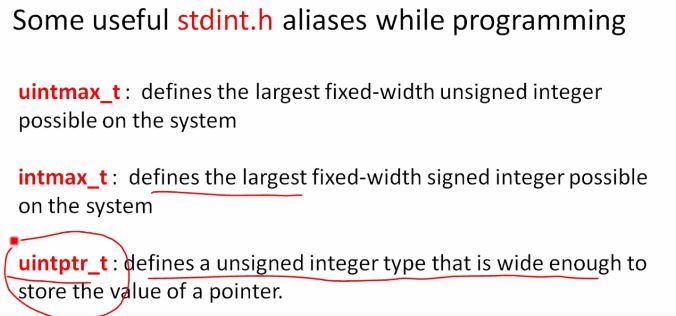 Some useful stdint.h aliases while programming
uintmax_t : defines the largest fixed-width unsigned integer
possible on the system
intmax_t : defines the largest fixed-width signed integer possible
on the system
uintptr_t : defines a unsigned integer type that is wide enough to
store the value of a pointer.